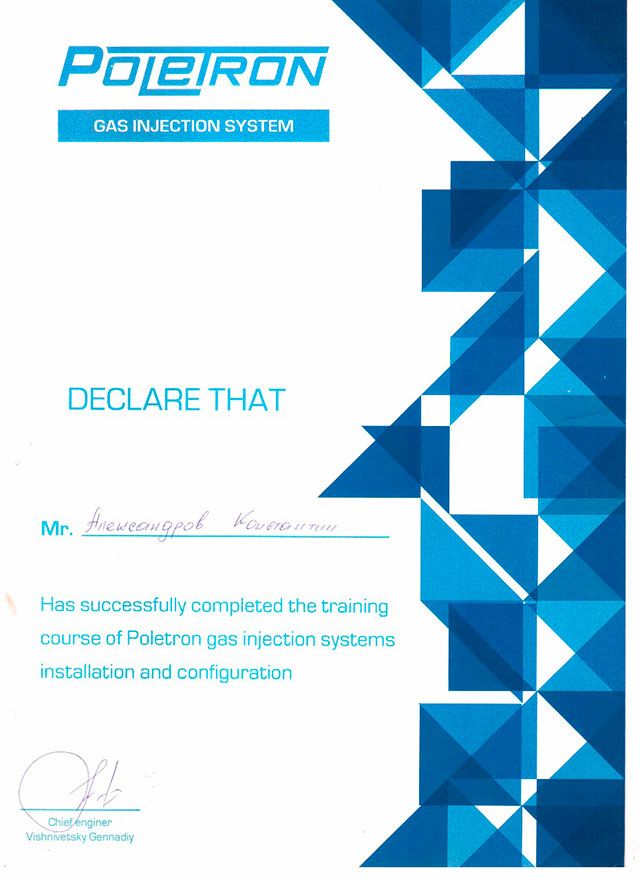 POLETRON
GAS INJECTION SYSTEM
DECLARE THAT
Mr. Александров Константин
Has successfully completed the training
course of Poletron gas injection systems
installation and configuration
Chief enginer
Vishnivetsky Gennadiy